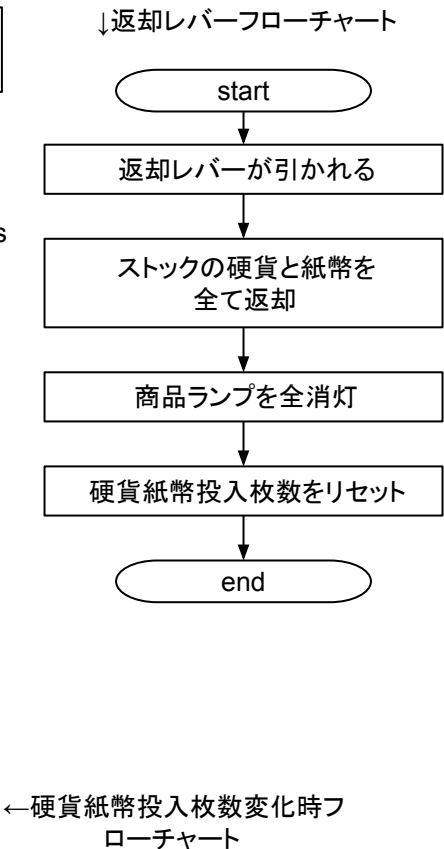 ↓返却レバーフローチャート
start
返却レバーが引かれる
s
ストックの硬貨と紙幣を
全て返却
商品ランプを全消灯
硬貨紙幣投入枚数をリセット
end
←硬貨紙幣投入枚数変化時フ
ローチャート